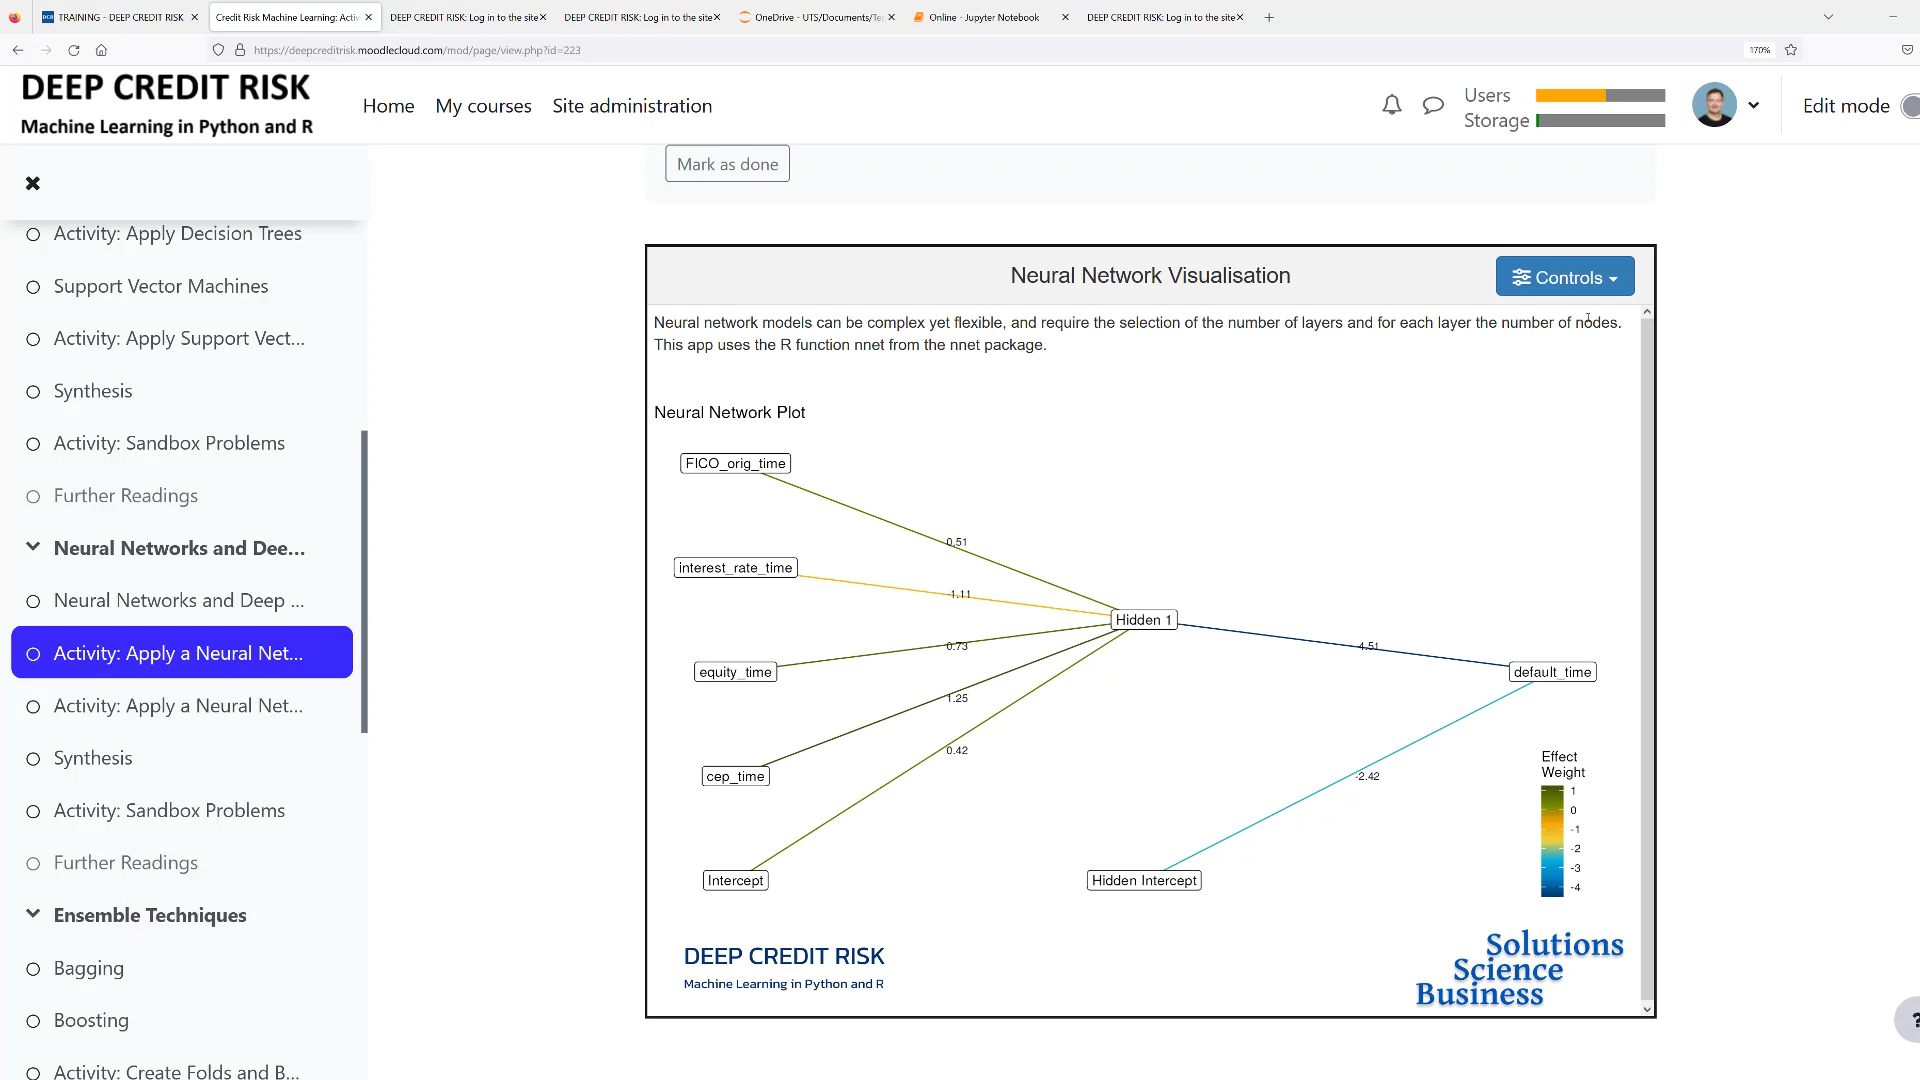 TRAINING - DEEP CREDIT RISK
Credit Risk Machine Learning: Activ
DEEP CREDIT RISK: Log in to the site
DEEP CREDIT RISK: Log in to the site
OneDrive - UTS/Documents/Te
Online - Jupyter Notebook
DEEP CREDIT RISK: Log in to the site
https://deepcreditrisk.moodlecloud.com/mod/page/view.php?id=223
170%
DEEP CREDIT RISK
Machine Learning in Python and R
Home
My courses
Site administration
Users
Storage
Edit mode
Activity: Apply Decision Trees
Support Vector Machines
Activity: Apply Support Vect...
Synthesis
Activity: Sandbox Problems
Further Readings
Neural Networks and Dee...
Neural Networks and Deep ...
Activity: Apply a Neural Net...
Activity: Apply a Neural Net...
Synthesis
Activity: Sandbox Problems
Further Readings
Ensemble Techniques
Bagging
Boosting
Activity: Create Folds and B...
Mark as done
Neural Network Visualisation
Controls
Neural network models can be complex yet flexible, and require the selection of the number of layers and for each layer the number of nodes.
This app uses the R function nnet from the nnet package.
Neural Network Plot
FICO_orig_time
0.51
interest_rate_time
-1.11
Hidden 1
0.73
-4.51
equity_time
default_time
1.25
0.42
cep_time
-2.42
Intercept
Hidden Intercept
Effect
Weight
1
0
-1
-2
-3
-4
DEEP CREDIT RISK
Machine Learning in Python and R
Solutions
Science
Business
?